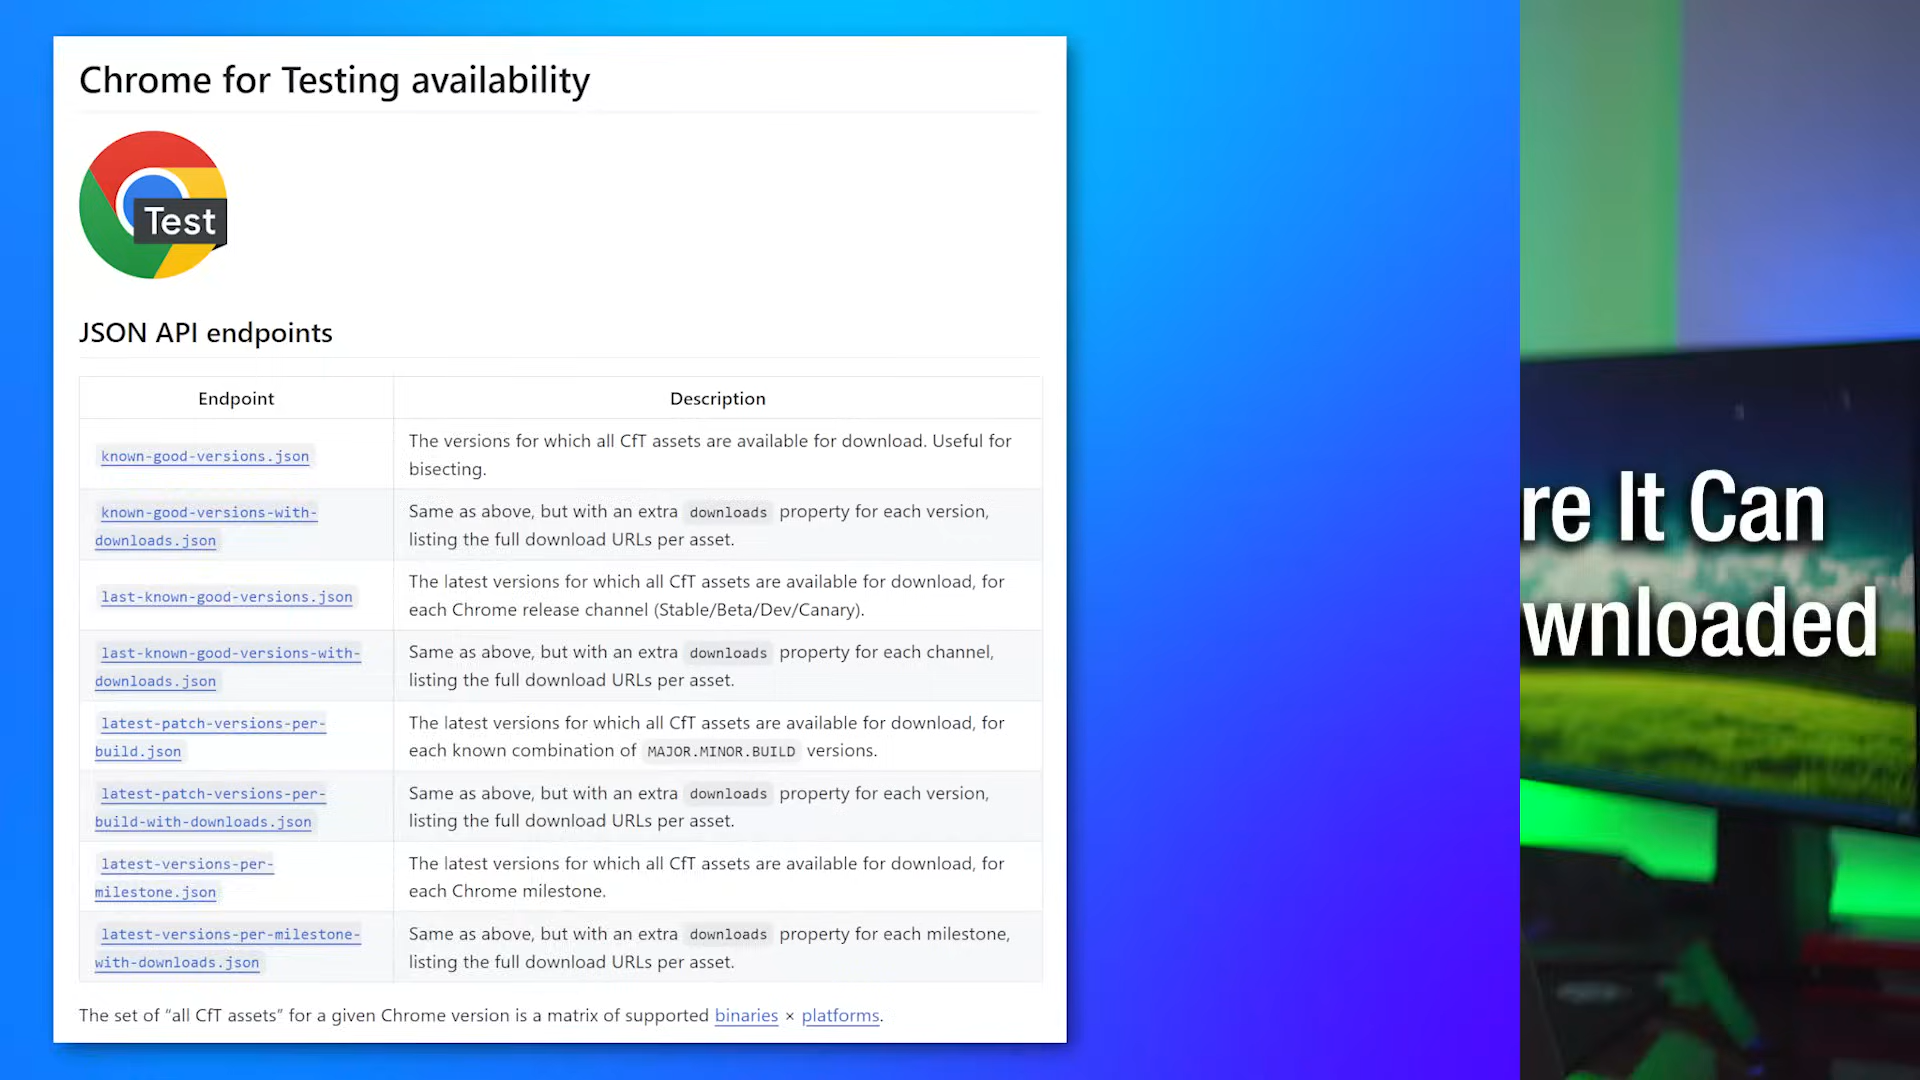 Chrome for Testing availability
Test
JSON API endpoints
Endpoint
Description
known-good-versions.json
The versions for which all CfT assets are available for download. Useful for
bisecting.
known-good-versions-with-
downloads.json
Same as above, but with an extra downloads property for each version,
listing the full download URLs per asset.
last-known-good-versions.json
The latest versions for which all CfT assets are available for download, for
each Chrome release channel (Stable/Beta/Dev/Canary).
last-known-good-versions-with-
downloads.json
Same as above, but with an extra downloads property for each channel,
listing the full download URLs per asset.
latest-patch-versions-per-
build.json
The latest versions for which all CfT assets are available for download, for
each known combination of MAJOR.MINOR.BUILD versions.
latest-patch-versions-per-
build-with-downloads.json
Same as above, but with an extra downloads property for each version,
listing the full download URLs per asset.
latest-versions-per-
milestone.json
The latest versions for which all CfT assets are available for download, for
each Chrome milestone.
latest-versions-per-milestone-
with-downloads.json
Same as above, but with an extra downloads property for each milestone,
listing the full download URLs per asset.
The set of “all CfT assets” for a given Chrome version is a matrix of supported binaries × platforms.
re It Can
wnloaded